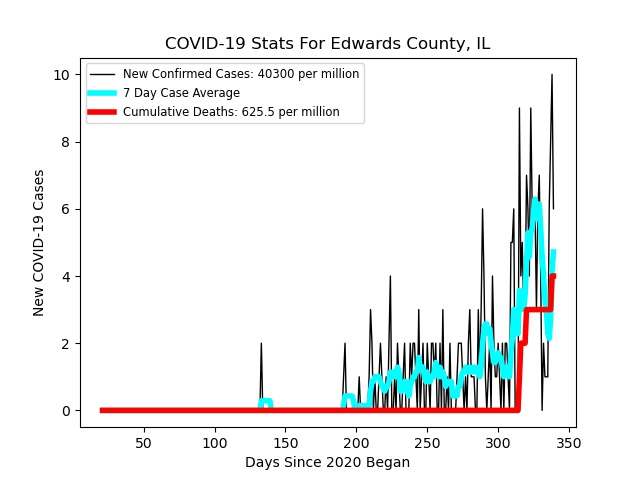 COVID-19 Stats For Edwards County, IL
New Confirmed Cases: 40300 per million
7 Day Case Average
Cumulative Deaths: 625.5 per million
New COVID-19 Cases
10
8
6
4
2
0
50 100 150 200 250 300 350
Days Since 2020 Began